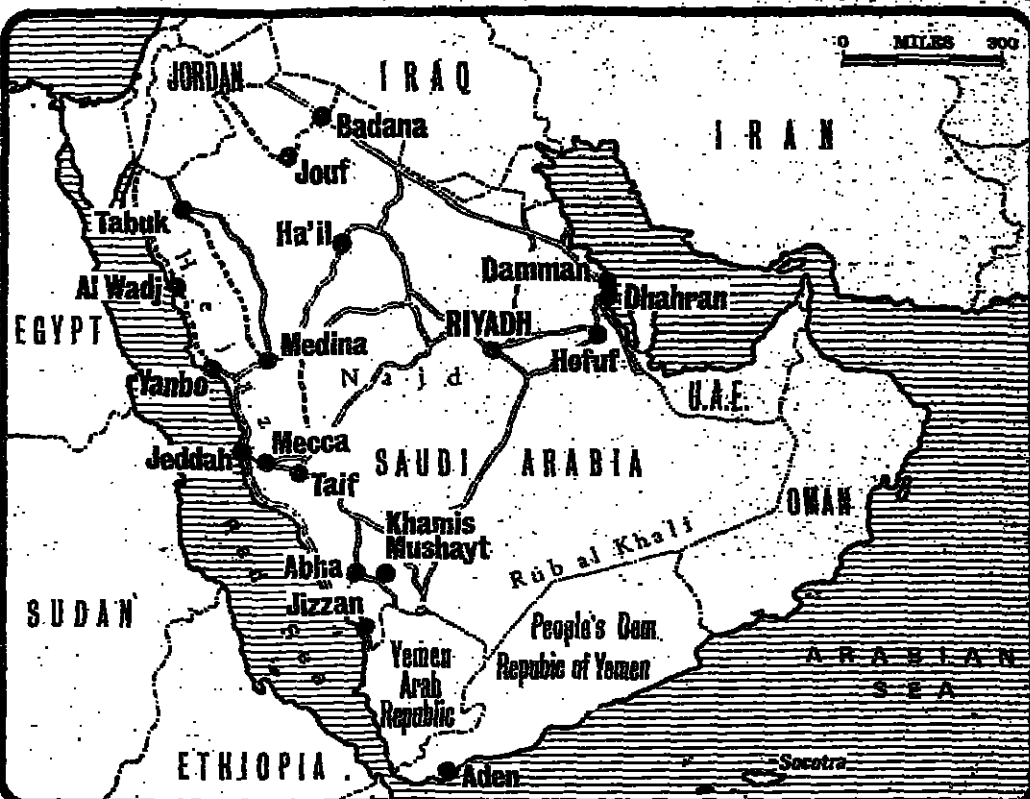 0 MILES 300
JORDAN
IRAQ
IRAN
Badana
Jouf
Tabuk
Ha'il
Damman
Al Wadj
Dhahran
EGYPT
RIYADH
Medina
Hofuf
Yanbo
Najd
U.A.E.
Mecca
Jeddah
SAUDI ARABIA
Taif
OMAN
Khamis
Mushayt
Rub al Khali
Abha
Jizzan
SUDAN
People's Dem.
Repubic of Yemen
Yemen
Arab
Republic
ARABIAN
SEA
ETHIOPIA
Aden
Socotra